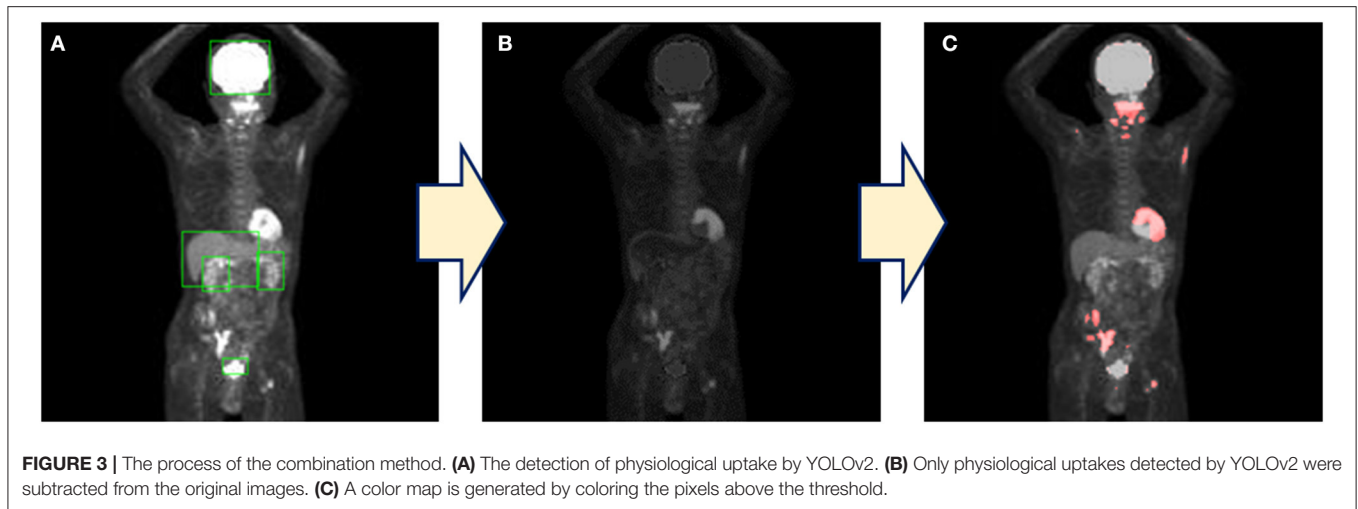 A
B
C
FIGURE 3 | The process of the combination method. (A) The detection of physiological uptake by YOLOv2. (B) Only physiological uptakes detected by YOLOv2 were
subtracted from the original images. (C) A color map is generated by coloring the pixels above the threshold.